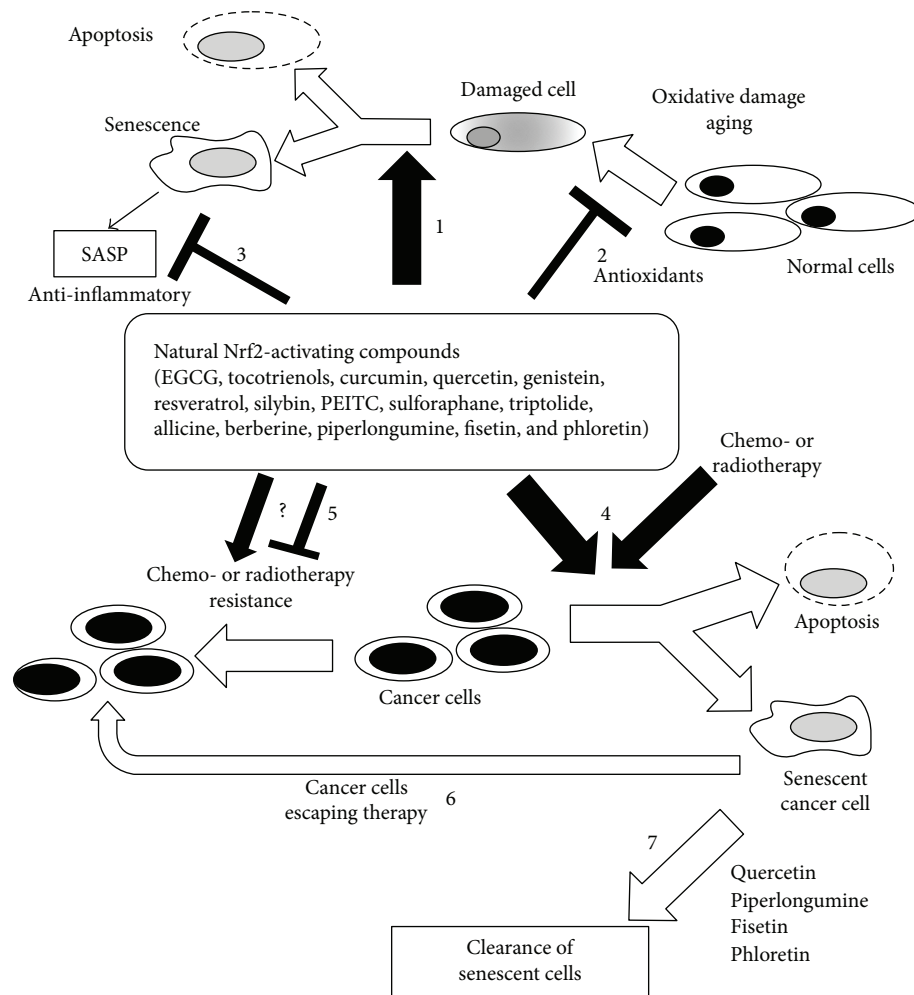 Apoptosis
Damaged cell
Oxidative damage
aging
Senescence
1
SASP
3
2
Antioxidants
Normal cells
Anti-inflammatory
Natural Nrf2-activating compounds
(EGCG, tocotrienols, curcumin, quercetin, genistein,
resveratrol, silybin, PEITC, sulforaphane, triptolide,
allicine, berberine, piperlongumine, fisetin, and phloretin)
Chemo- or
radiotherapy
?
5
4
Chemo- or radiotherapy
resistance
Apoptosis
Cancer cells
Senescent
cancer cell
Cancer cells
escaping therapy
6
7
Quercetin
Piperlongumine
Fisetin
Phloretin
Clearance of
senescent cells